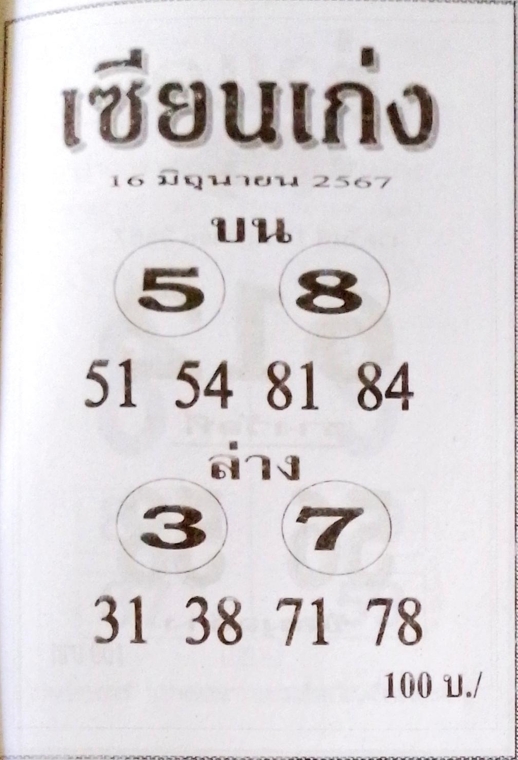 เซียนเก่ง
16 มิถุนายน 2567
บน
5 8
51 54 81 84
ล่าง
3 7
31 38 71 78
100 บ./